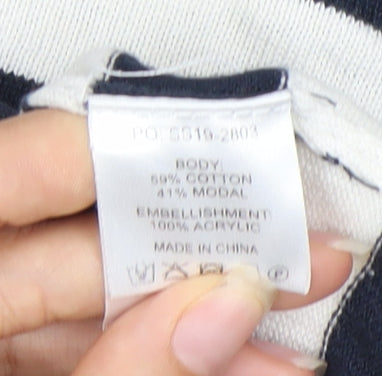 PO: SS19-2803
BODY:
59% COTTON
41% MODAL
EMBELLISHMENT
100% ACRYLIC
MADE IN CHINA
P